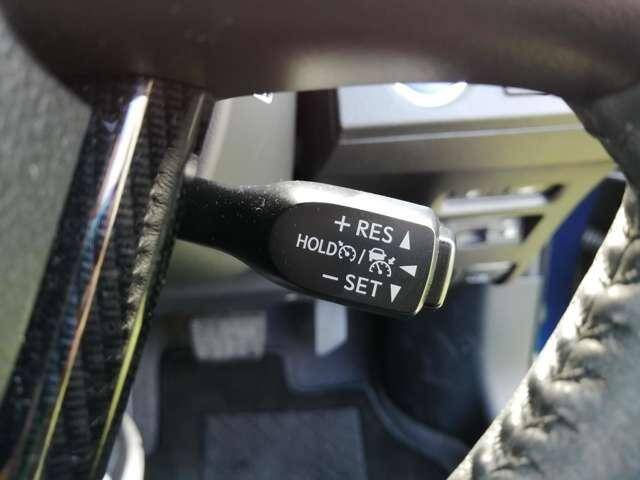 + RES
HOLD /
− SET